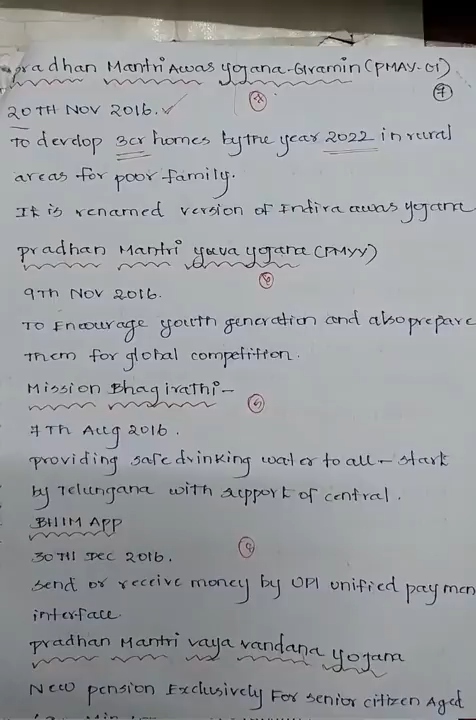 pradhan Mantri Awas yogana-Gramin (PMAY-G)
7
20TH NOV 2016.
To develop 3cr homes by the year 2022 in rural
areas for poor family.
It is renamed version of Indira awas yogana
pradhan Mantri yuva yogana (PMYY)
9TH NOV 2016.
TO Encourage youth generation and also prepare
them for global competition.
Mission Bhagirathi-
7TH Aug 2016.
providing safe drinking water to all - start
by Telungana with support of central.
BHIM APP
30TH Dec 2016.
send or receive money by UPI unified paymen
interface.
pradhan Mantri vaya vandana yogana
New pension Exclusively For senior citizen Aged